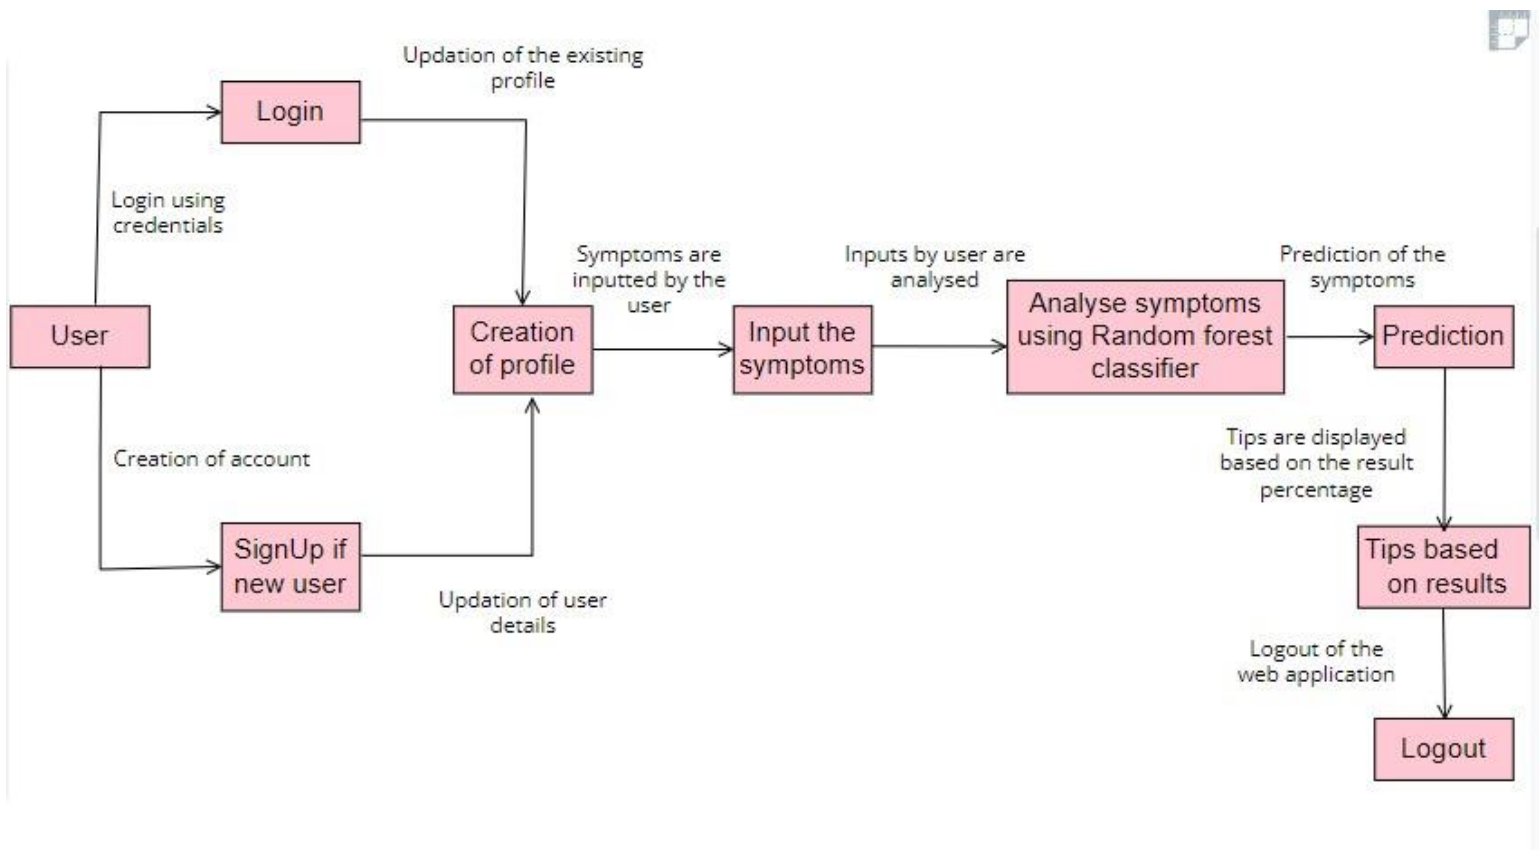 Updation of the existing
profile
Login
Login using
credentials
User
Creation of account
SignUp if
new user
Updation of user
details
Creation
of profile
Symptoms are
inputted by the
user
Input the
symptoms
Inputs by user are
analysed
Analyse symptoms
using Random forest
classifier
Prediction of the
symptoms
Prediction
Tips are displayed
based on the result
percentage
Tips based
on results
Logout of the
web application
Logout